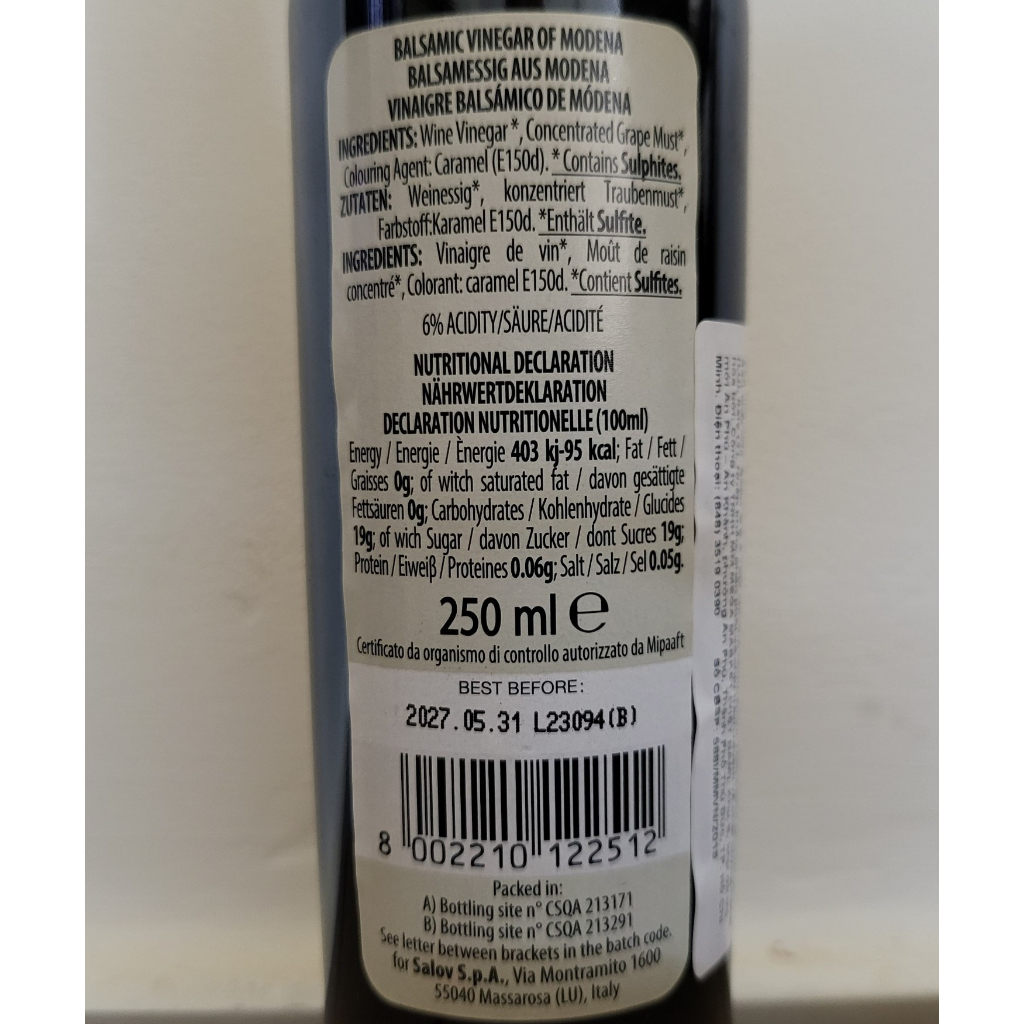 BALSAMIC VINEGAR OF MODENA
BALSAMESSIG AUS MODENA
VINAIGRE BALSÁMICO DE MÓDENA
INGREDIENTS: Wine Vinegar*, Concentrated Grape Must*,
Colouring Agent: Caramel (E150d). *Contains Sulphites.
ZUTATEN: Weinessig*, konzentriert Traubenmust*,
Farbstoff:Karamel E150d. *Enthält Sulfite.
INGREDIENTS: Vinaigre de vin*, Moût de raisin
concentré*, Colorant: caramel E150d. *Contient Sulfites.
6% ACIDITY/SÄURE/ACIDITÉ
NUTRITIONAL DECLARATION
NÄHRWERTDEKLARATION
DECLARATION NUTRITIONELLE (100ml)
Energy / Energie / Ènergie 403 kj-95 kcal; Fat / Fett /
Graisses 0g; of witch saturated fat / davon gesättigte
Fettsäuren 0g; Carbohydrates / Kohlenhydrate / Glucides
19g; of wich Sugar / davon Zucker / dont Sucres 19g;
Protein / Eiweiß / Proteines 0.06g; Salt / Salz / Sel 0.05g.
250 ml ℮
Certificato da organismo di controllo autorizzato da Mipaaft
BEST BEFORE:
2027.05.31 L23094(B)
8 002210 122512
Packed in:
A) Bottling site n° CSQA 213171
B) Bottling site n° CSQA 213291
See letter between brackets in the batch code.
for Salov S.p.A., Via Montramito 1600
55040 Massarosa (LU), Italy
Minh. Điện thoại: (848) 3519 0390